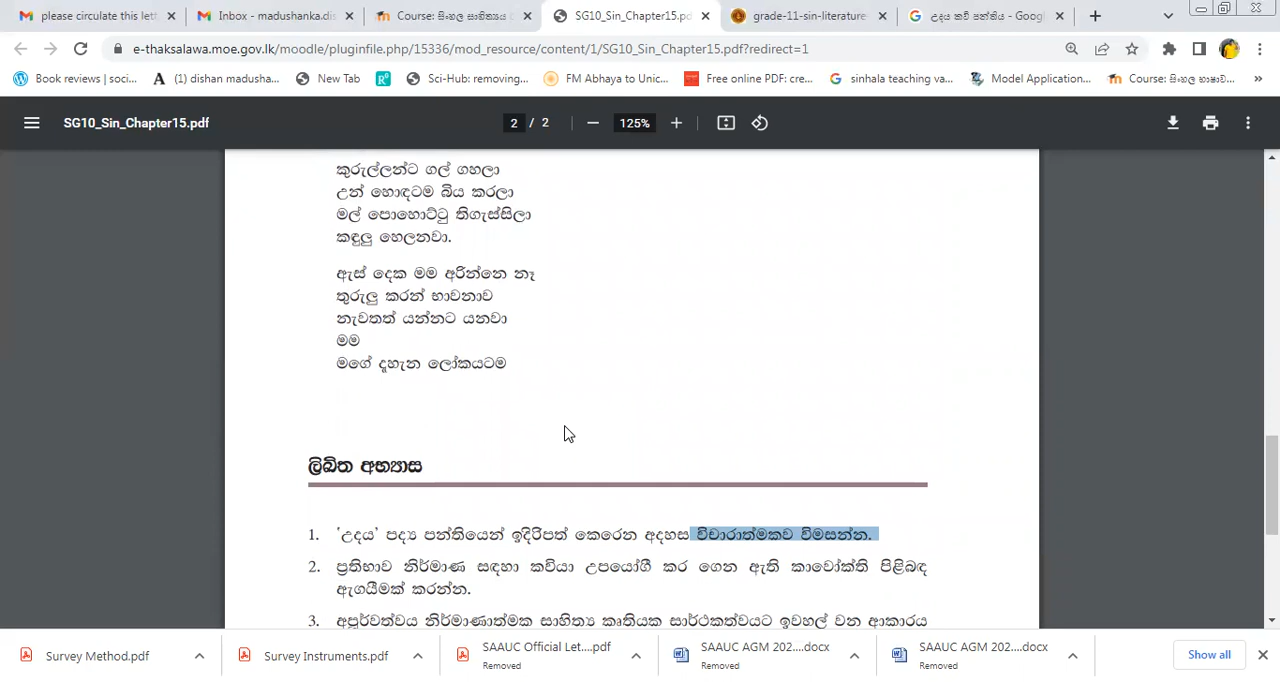 please circulate this let
Inbox - madushanka.dis
Course: සිංහල සාහිත්‍යය
SG10_Sin_Chapter15.pd
grade-11-sin-literature
උදය කවි පන්තිය - Goog
e-thaksalawa.moe.gov.lk/moodle/pluginfile.php/15336/mod_resource/content/1/SG10_Sin_Chapter15.pdf?redirect=1
Book reviews | soci...
(1) dishan madusha...
New Tab
Sci-Hub: removing...
FM Abhaya to Unic...
Free online PDF: cre...
sinhala teaching va...
Model Application...
Course: සිංහල භාෂාව...
SG10_Sin_Chapter15.pdf
2 / 2
125%
කුරුල්ලන්ට ගල් ගහලා
උන් හොඳටම බිය කරලා
මල් පොහොට්ටු තිගැස්සිලා
කඳුලු හෙලනවා.
ඇස් දෙක මම අරින්නෙ නෑ
තුරුලු කරන් භාවනාව
නැවතත් යන්නට යනවා
මම
මගේ දැහැන ලෝකයටම
ලිඛිත අභ්‍යාස
1. 'උදය' පද්‍ය පන්තියෙන් ඉදිරිපත් කෙරෙන අදහස විචාරාත්මකව විමසන්න.
2. ප්‍රතිභාව නිර්මාණ සඳහා කවියා උපයෝගී කර ගෙන ඇති කාව්‍යෝක්ති පිළිබඳ
ඇගයීමක් කරන්න.
3. අපූර්වත්වය නිර්මාණාත්මක සාහිත්‍ය කෘතියක සාර්ථකත්වයට ඉවහල් වන ආකාරය
Survey Method.pdf
Survey Instruments.pdf
SAAUC Official Let....pdf
Removed
SAAUC AGM 202....docx
Removed
SAAUC AGM 202....docx
Removed
Show all